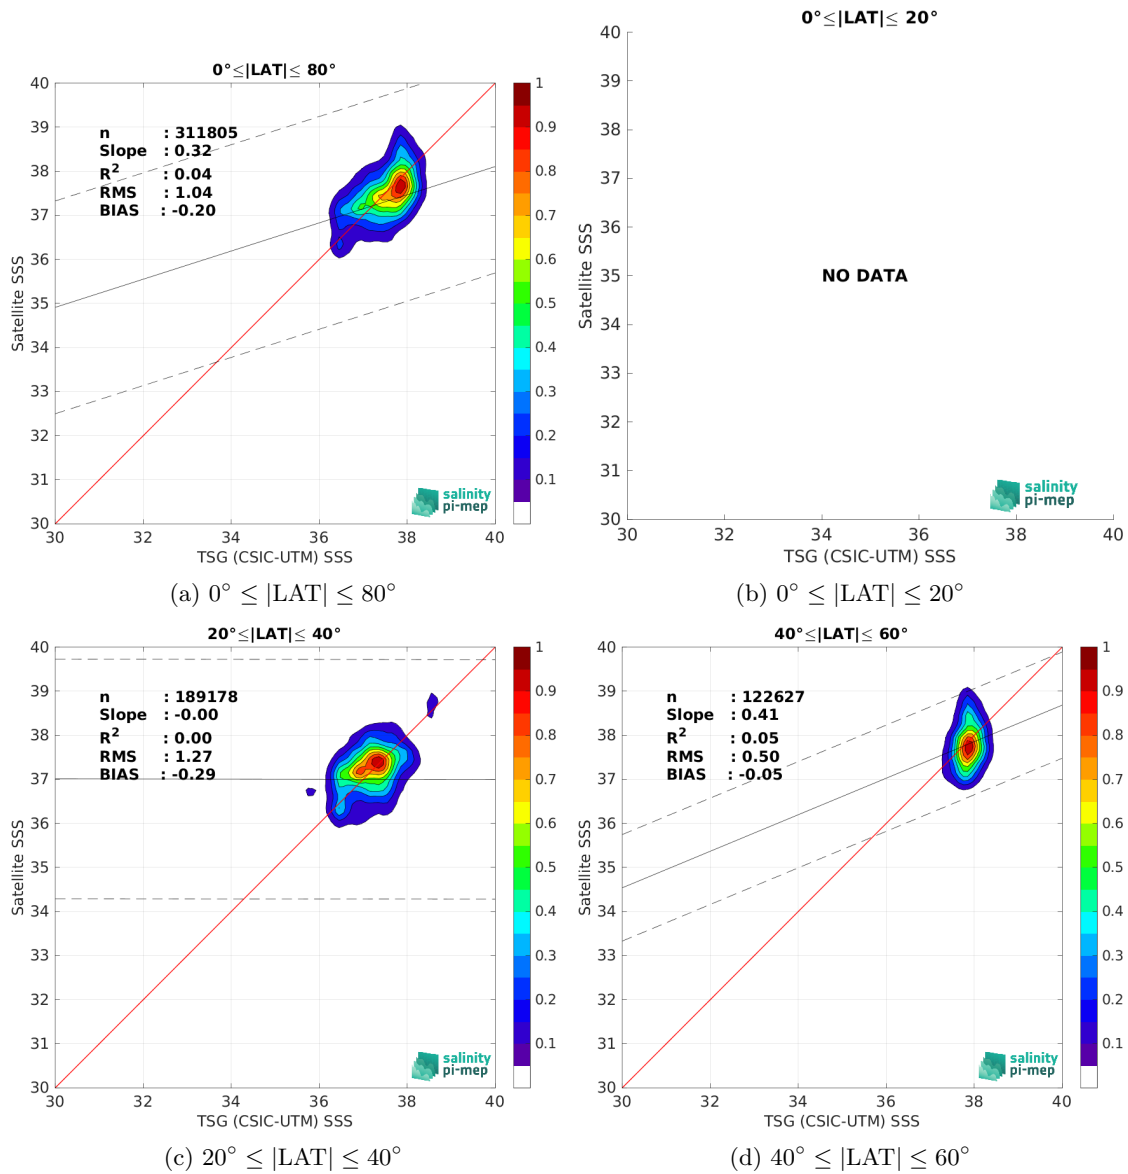 0°≤|LAT|≤ 80°
40
39
38
37
36
35
34
33
32
31
30
n : 311805
Slope : 0.32
R² : 0.04
RMS : 1.04
BIAS : -0.20
Satellite SSS
salinity
pi-mep
30 32 34 36 38 40
TSG (CSIC-UTM) SSS
1
0.9
0.8
0.7
0.6
0.5
0.4
0.3
0.2
0.1
(a) 0° ≤ |LAT| ≤ 80°
0°≤|LAT|≤ 20°
40
39
38
37
36
35
34
33
32
31
30
Satellite SSS
NO DATA
salinity
pi-mep
30 32 34 36 38 40
TSG (CSIC-UTM) SSS
(b) 0° ≤ |LAT| ≤ 20°
20°≤|LAT|≤ 40°
40
39
38
37
36
35
34
33
32
31
30
n : 189178
Slope : -0.00
R² : 0.00
RMS : 1.27
BIAS : -0.29
Satellite SSS
salinity
pi-mep
30 32 34 36 38 40
TSG (CSIC-UTM) SSS
1
0.9
0.8
0.7
0.6
0.5
0.4
0.3
0.2
0.1
(c) 20° ≤ |LAT| ≤ 40°
40°≤|LAT|≤ 60°
40
39
38
37
36
35
34
33
32
31
30
n : 122627
Slope : 0.41
R² : 0.05
RMS : 0.50
BIAS : -0.05
Satellite SSS
salinity
pi-mep
30 32 34 36 38 40
TSG (CSIC-UTM) SSS
1
0.9
0.8
0.7
0.6
0.5
0.4
0.3
0.2
0.1
(d) 40° ≤ |LAT| ≤ 60°